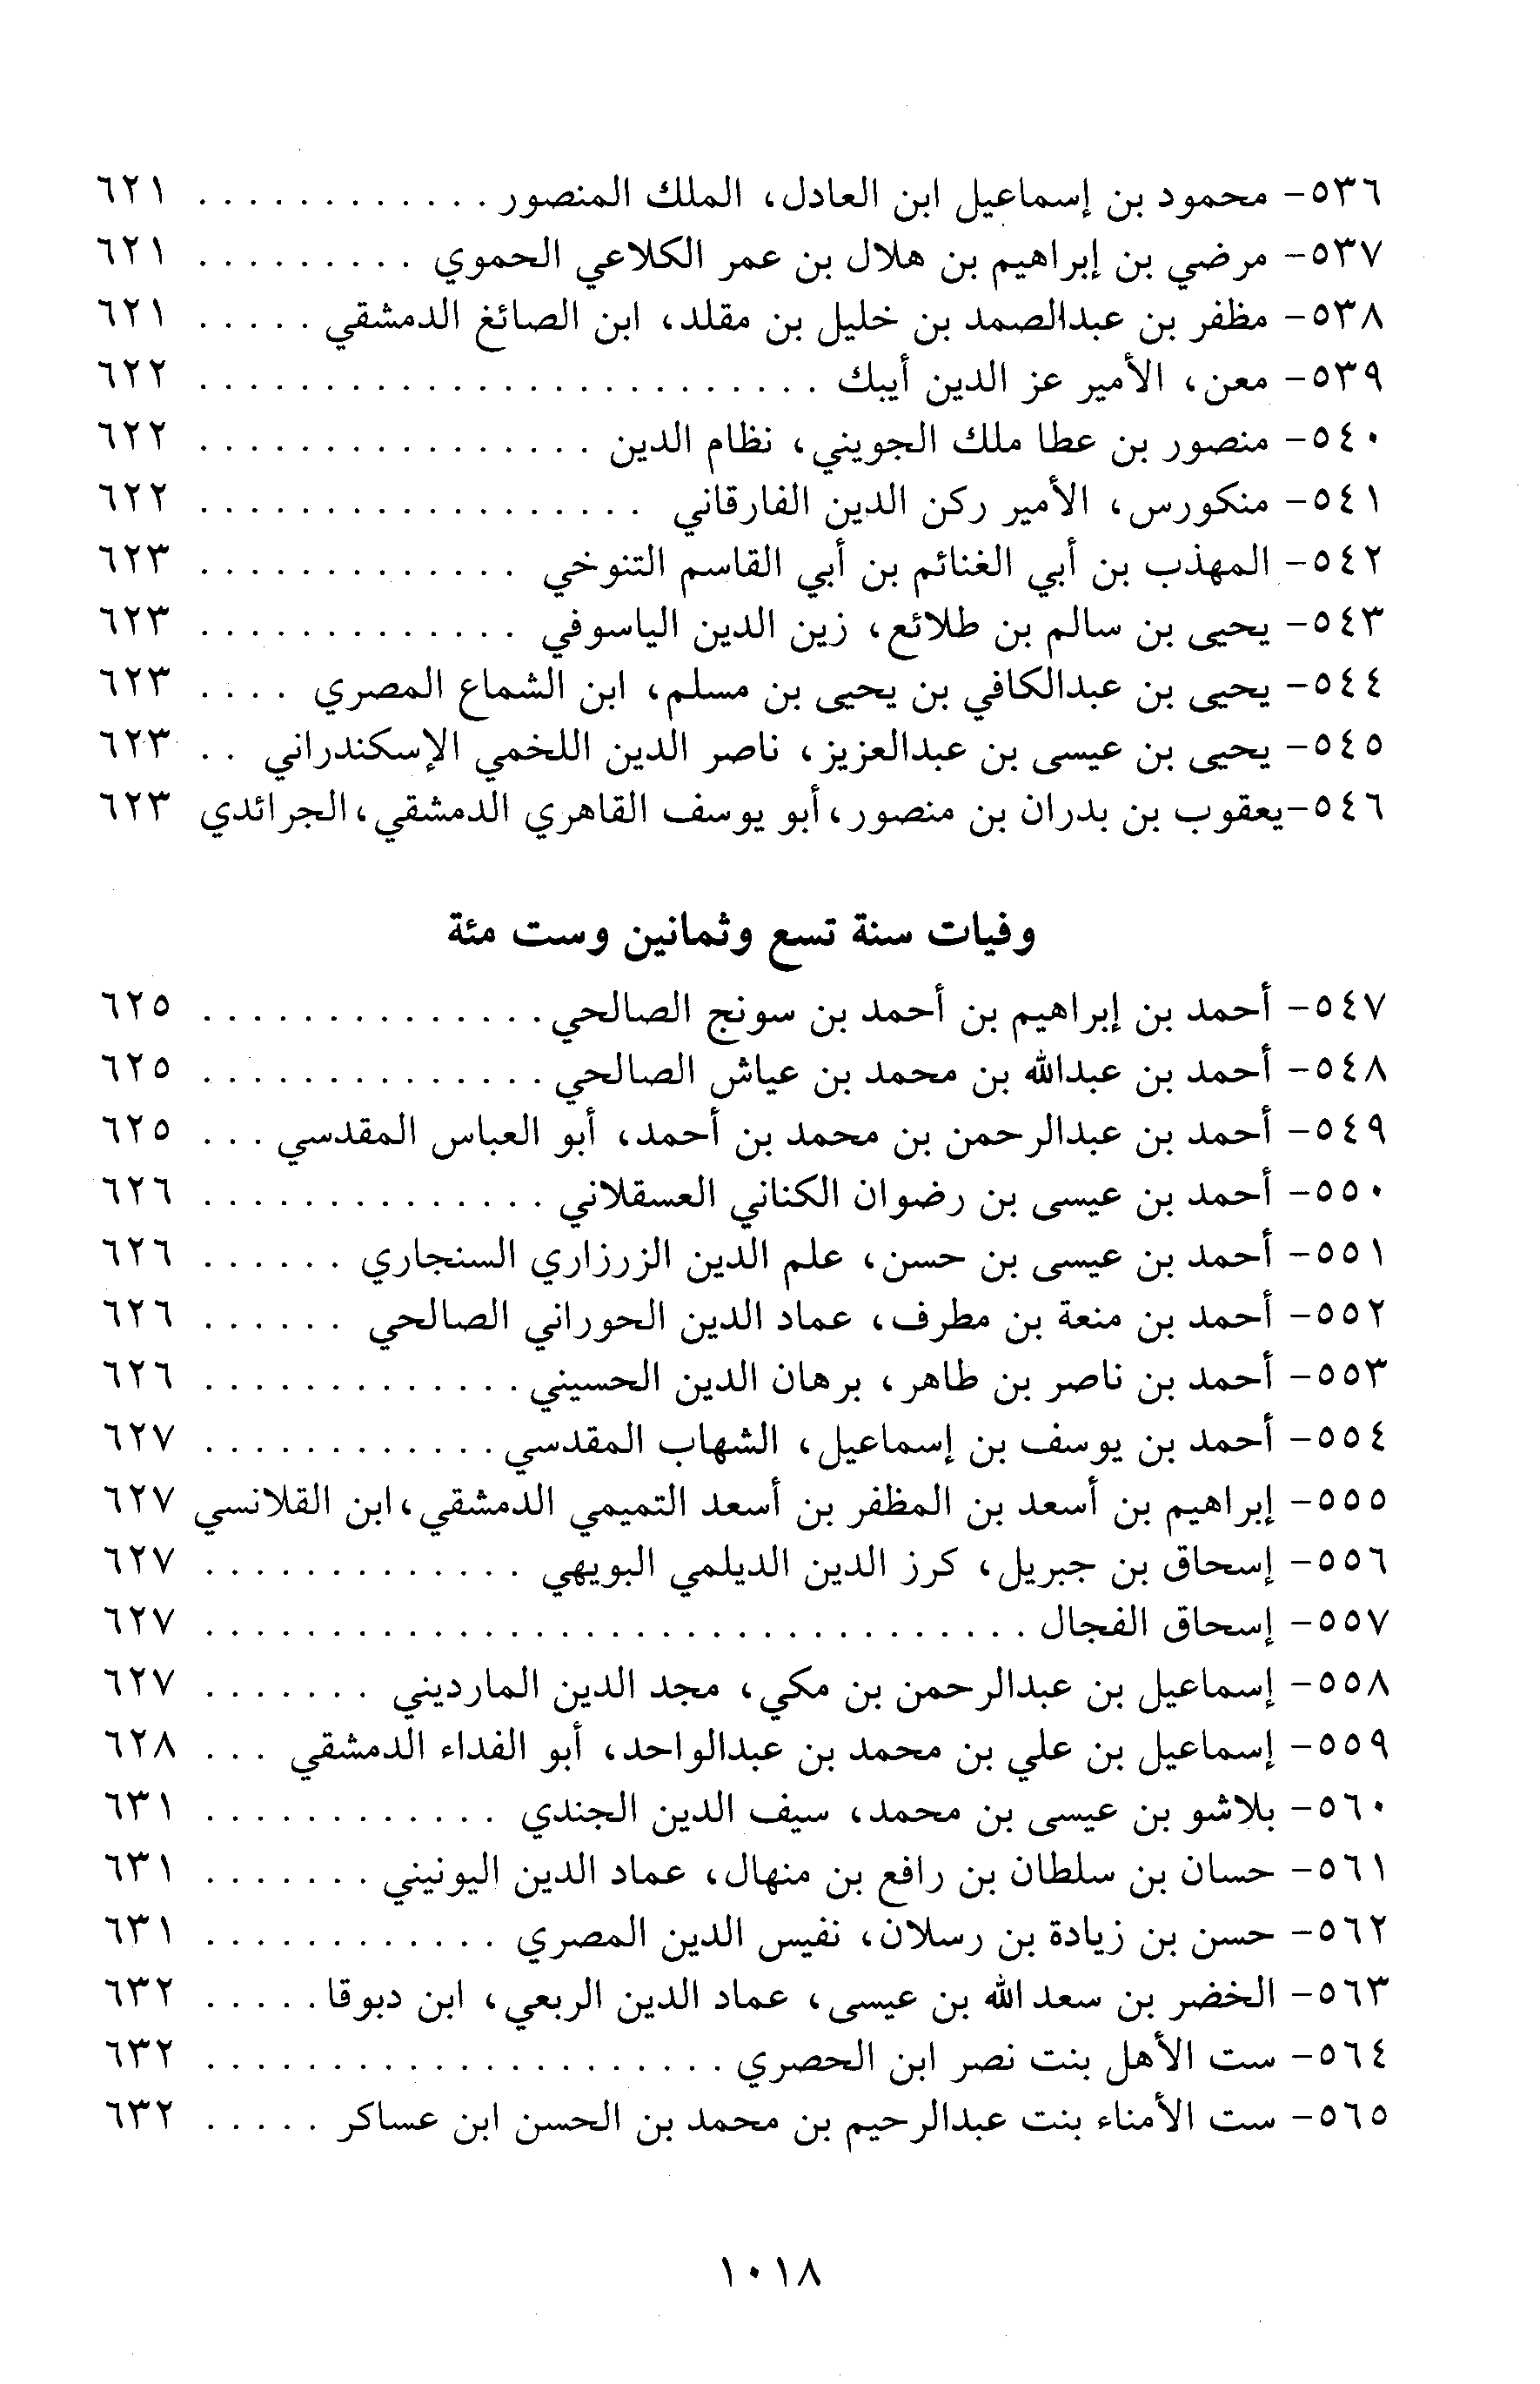 ٥٣٦- محمود بن إسماعيل ابن العادل، الملك المنصور . . . . . . . . . . . . ٦٢١
٥٣٧- مرضي بن إبراهيم بن هلال بن عمر الكلاعي الحموي . . . . . . . . . ٦٢١
٥٣٨- مظفر بن عبدالصمد بن خليل بن مقلد، ابن الصائغ الدمشقي . . . . . ٦٢١
٥٣٩- معن، الأمير عز الدين أيبك . . . . . . . . . . . . . . . . . . . . . . . . . ٦٢٢
٥٤٠- منصور بن عطا ملك الجويني، نظام الدين . . . . . . . . . . . . . . . . ٦٢٢
٥٤١- منكورس، الأمير ركن الدين الفارقاني . . . . . . . . . . . . . . . . . . ٦٢٢
٥٤٢- المهذب بن أبي الغنائم بن أبي القاسم التنوخي . . . . . . . . . . . . . ٦٢٣
٥٤٣- يحيى بن سالم بن طلائع، زين الدين الياسوفي . . . . . . . . . . . . . ٦٢٣
٥٤٤- يحيى بن عبدالكافي بن يحيى بن مسلم، ابن الشماع المصري . . . . ٦٢٣
٥٤٥- يحيى بن عيسى بن عبدالعزيز، ناصر الدين اللخمي الإسكندراني . . ٦٢٣
٥٤٦-يعقوب بن بدران بن منصور،أبو يوسف القاهري الدمشقي،الجرائدي ٦٢٣
وفيات سنة تسع وثمانين وست مئة
٥٤٧- أحمد بن إبراهيم بن أحمد بن سونج الصالحي . . . . . . . . . . . . . . ٦٢٥
٥٤٨- أحمد بن عبدالله بن محمد بن عياش الصالحي . . . . . . . . . . . . . . ٦٢٥
٥٤٩- أحمد بن عبدالرحمن بن محمد بن أحمد، أبو العباس المقدسي . . . ٦٢٥
٥٥٠- أحمد بن عيسى بن رضوان الكناني العسقلاني . . . . . . . . . . . . . . ٦٢٦
٥٥١- أحمد بن عيسى بن حسن، علم الدين الزرزاري السنجاري . . . . . . ٦٢٦
٥٥٢- أحمد بن منعة بن مطرف، عماد الدين الحوراني الصالحي . . . . . . ٦٢٦
٥٥٣- أحمد بن ناصر بن طاهر، برهان الدين الحسيني . . . . . . . . . . . . . ٦٢٦
٥٥٤- أحمد بن يوسف بن إسماعيل، الشهاب المقدسي . . . . . . . . . . . . ٦٢٧
٥٥٥- إبراهيم بن أسعد بن المظفر بن أسعد التميمي الدمشقي،ابن القلانسي ٦٢٧
٥٥٦- إسحاق بن جبريل، كرز الدين الديلمي البويهي . . . . . . . . . . . . . ٦٢٧
٥٥٧- إسحاق الفجال . . . . . . . . . . . . . . . . . . . . . . . . . . . . . . . . . ٦٢٧
٥٥٨- إسماعيل بن عبدالرحمن بن مكي، مجد الدين المارديني . . . . . . . ٦٢٧
٥٥٩- إسماعيل بن علي بن محمد بن عبدالواحد، أبو الفداء الدمشقي . . . ٦٢٨
٥٦٠- بلاشو بن عيسى بن محمد، سيف الدين الجندي . . . . . . . . . . . . ٦٣١
٥٦١- حسان بن سلطان بن رافع بن منهال، عماد الدين اليونيني . . . . . . . ٦٣١
٥٦٢- حسن بن زيادة بن رسلان، نفيس الدين المصري . . . . . . . . . . . . ٦٣١
٥٦٣- الخضر بن سعد الله بن عيسى، عماد الدين الربعي، ابن دبوقا . . . . . ٦٣٢
٥٦٤- ست الأهل بنت نصر ابن الحصري . . . . . . . . . . . . . . . . . . . . . ٦٣٢
٥٦٥- ست الأمناء بنت عبدالرحيم بن محمد بن الحسن ابن عساكر . . . . . ٦٣٢
١٠١٨